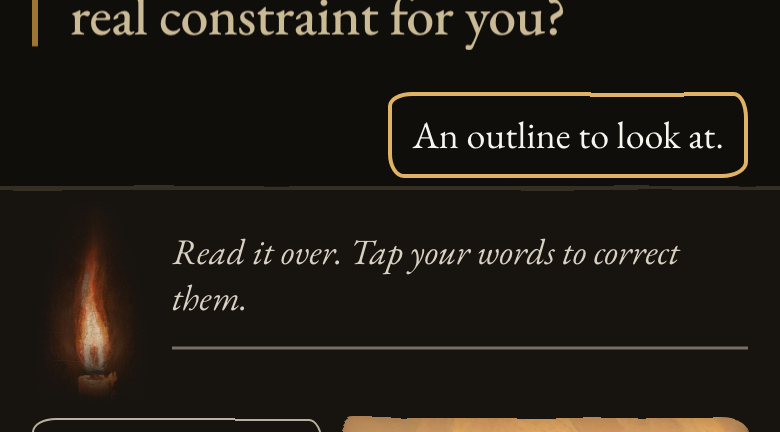 real constraint for you?
An outline to look at.
Read it over. Tap your words to correct
them.